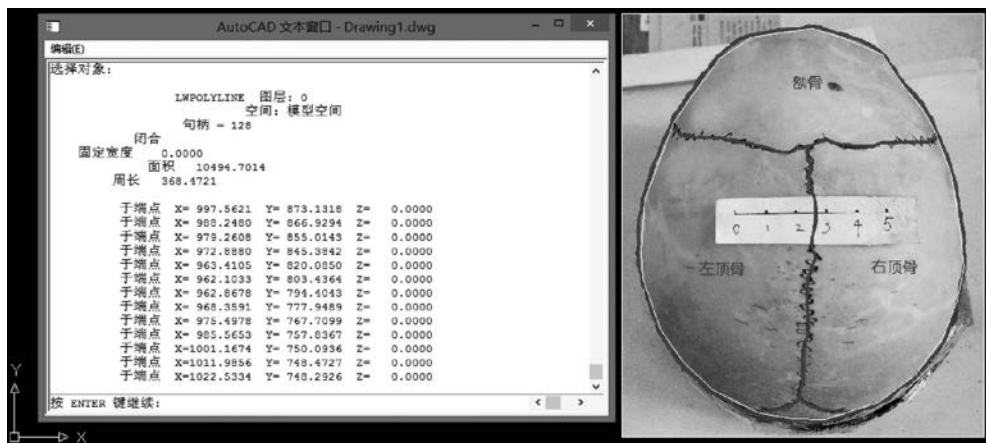 AutoCAD 文本窗口 - Drawing1.dwg
编辑(E)
选择对象:
LWPOLYLINE 图层: 0
空间: 模型空间
句柄 = 128
闭合
固定宽度 0.0000
面积 10494.7014
周长 368.4721
于端点 X= 997.5621 Y= 873.1318 Z= 0.0000
于端点 X= 988.2480 Y= 866.9294 Z= 0.0000
于端点 X= 979.2608 Y= 855.0143 Z= 0.0000
于端点 X= 972.8880 Y= 845.3842 Z= 0.0000
于端点 X= 963.4105 Y= 820.0850 Z= 0.0000
于端点 X= 962.1033 Y= 803.4364 Z= 0.0000
于端点 X= 962.8678 Y= 794.4043 Z= 0.0000
于端点 X= 968.3591 Y= 777.9489 Z= 0.0000
于端点 X= 975.4978 Y= 767.7099 Z= 0.0000
于端点 X= 985.5653 Y= 757.8367 Z= 0.0000
于端点 X=1001.1674 Y= 750.0936 Z= 0.0000
于端点 X=1011.9856 Y= 748.4727 Z= 0.0000
于端点 X=1022.5334 Y= 748.2926 Z= 0.0000
按 ENTER 键继续:
Y
X
额骨
0 1 2 3 4 5
左顶骨
右顶骨